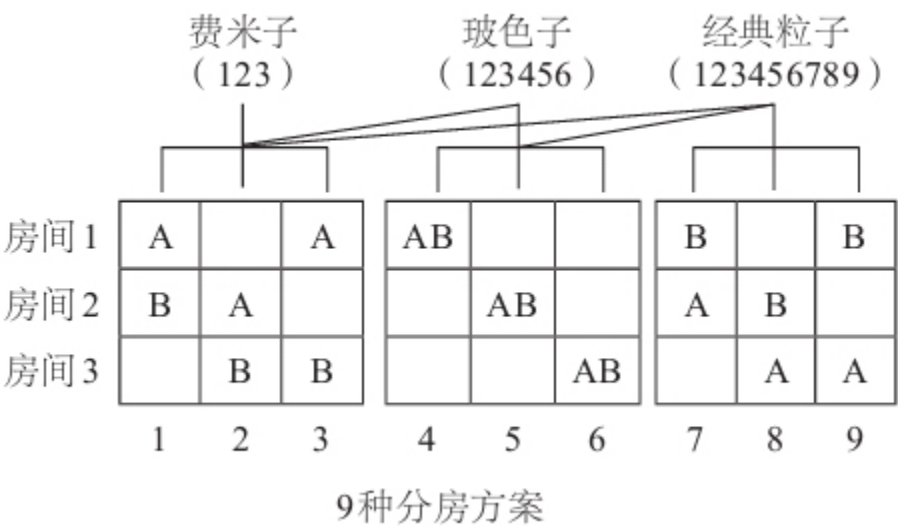 费米子 玻色子 经典粒子
（123） （123456） （123456789）
房间1 A A AB B B
房间2 B A AB A B
房间3 B B AB A A
1 2 3 4 5 6 7 8 9
9种分房方案